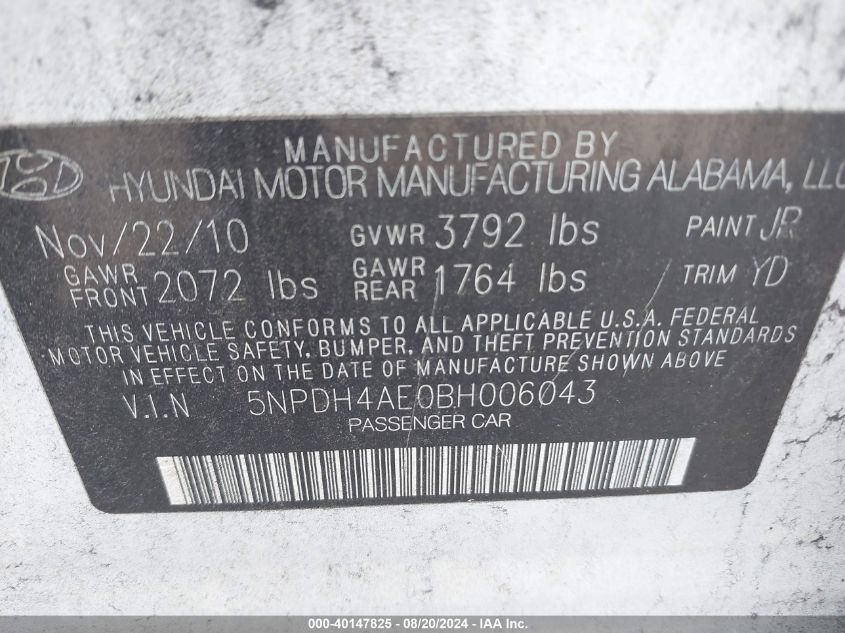 MANUFACTURED BY
HYUNDAI MOTOR MANUFACTURING ALABAMA, LLC
Nov/22/10 GVWR 3792 lbs PAINT JR
GAWR FRONT 2072 lbs GAWR REAR 1764 lbs TRIM YD
THIS VEHICLE CONFORMS TO ALL APPLICABLE U.S.A. FEDERAL
MOTOR VEHICLE SAFETY, BUMPER, AND THEFT PREVENTION STANDARDS
IN EFFECT ON THE DATE OF MANUFACTURE SHOWN ABOVE
V.I.N 5NPDH4AE0BH006043
PASSENGER CAR
000-40147825 - 08/20/2024 - IAA Inc.